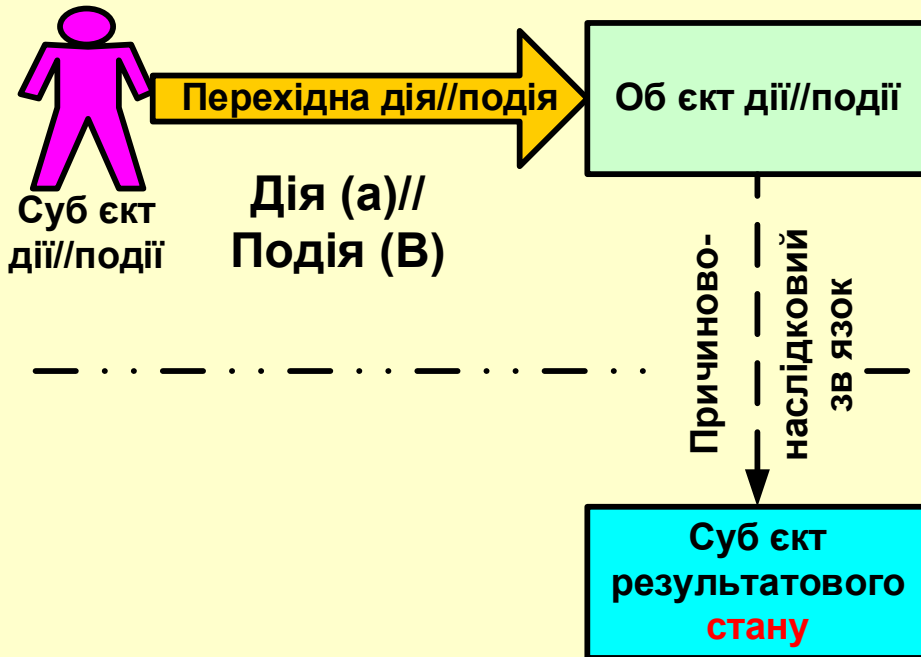 Перехідна дія//подія
Об єкт дії//події
Суб єкт
дії//події
Дія (а)//
Подія (В)
Причиново-
наслідковий
зв язок
Суб єкт
результатового
стану